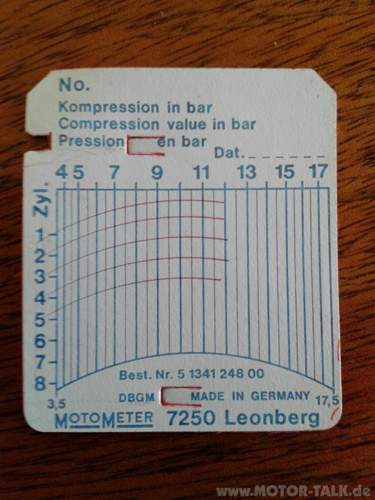 No.
Kompression in bar
Compression value in bar
Pression en bar
Dat.
4 5 7 9 11 13 15 17
Zyl.
1
2
3
4
5
6
7
8
Best. Nr. 5 1341 248 00
DBGM MADE IN GERMANY
3,5 17,5
MOTOMETER 7250 Leonberg
www.MOTOR-TALK.de